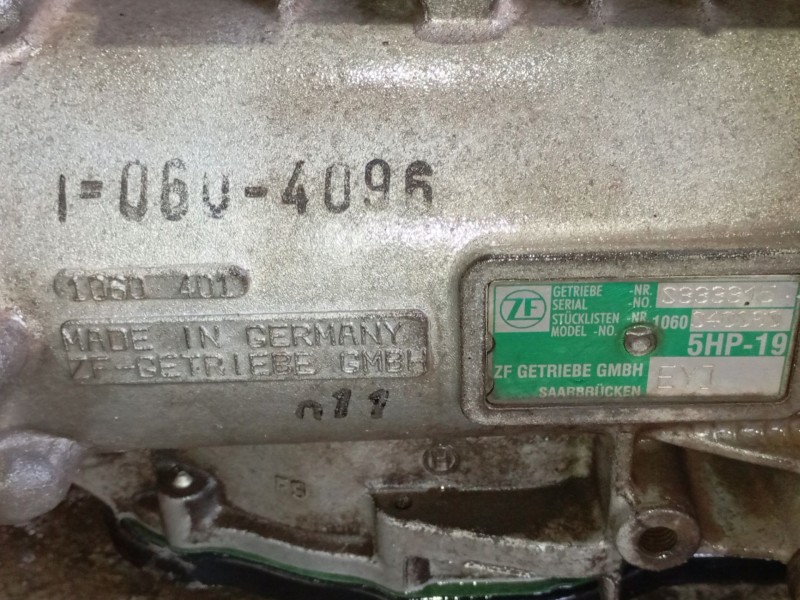 1-060-4096
1060 401
MADE IN GERMANY
ZF-GETRIEBE GMBH
011
ZF
GETRIEBE -NR.
SERIAL -NO.
STÜCKLISTEN -NR. 1060
MODEL -NO.
5HP-19
ZF GETRIEBE GMBH
SAARBRÜCKEN
H